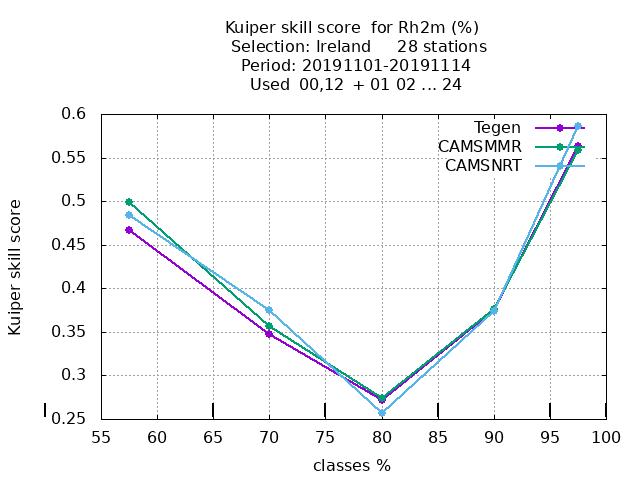 Kuiper skill score  for Rh2m (%)
Selection: Ireland     28 stations
Period: 20191101-20191114
Used  00,12  + 01 02 ... 24
Tegen
CAMSMMR
CAMSNRT
0.6
0.55
0.5
0.45
0.4
0.35
0.3
0.25
Kuiper skill score
55 60 65 70 75 80 85 90 95 100
classes %